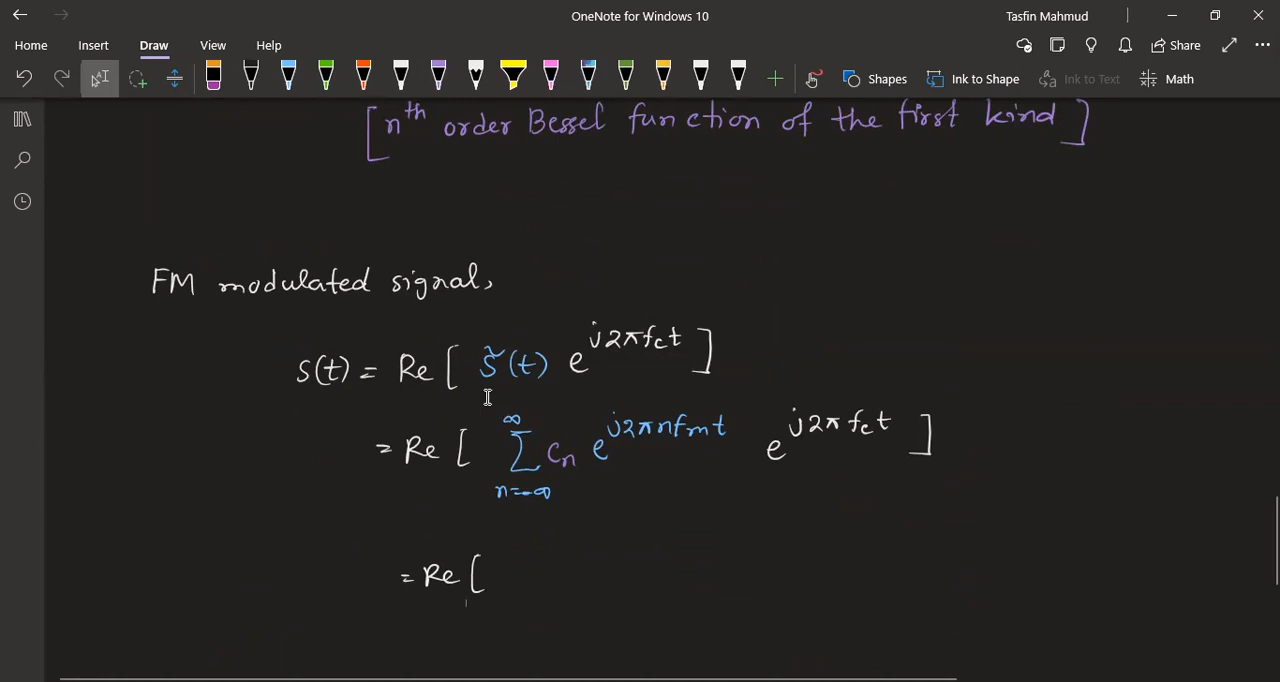 OneNote for Windows 10
Tasfin Mahmud
Home Insert Draw View Help
Share
Shapes Ink to Shape Ink to Text Math
[nth order Bessel function of the first kind]
FM modulated signal,
s(t) = Re [ s̃(t) e^{j2πfct} ]
= Re [ ∑_{n=-∞}^{∞} cn e^{j2πnfmt} e^{j2πfct} ]
= Re [